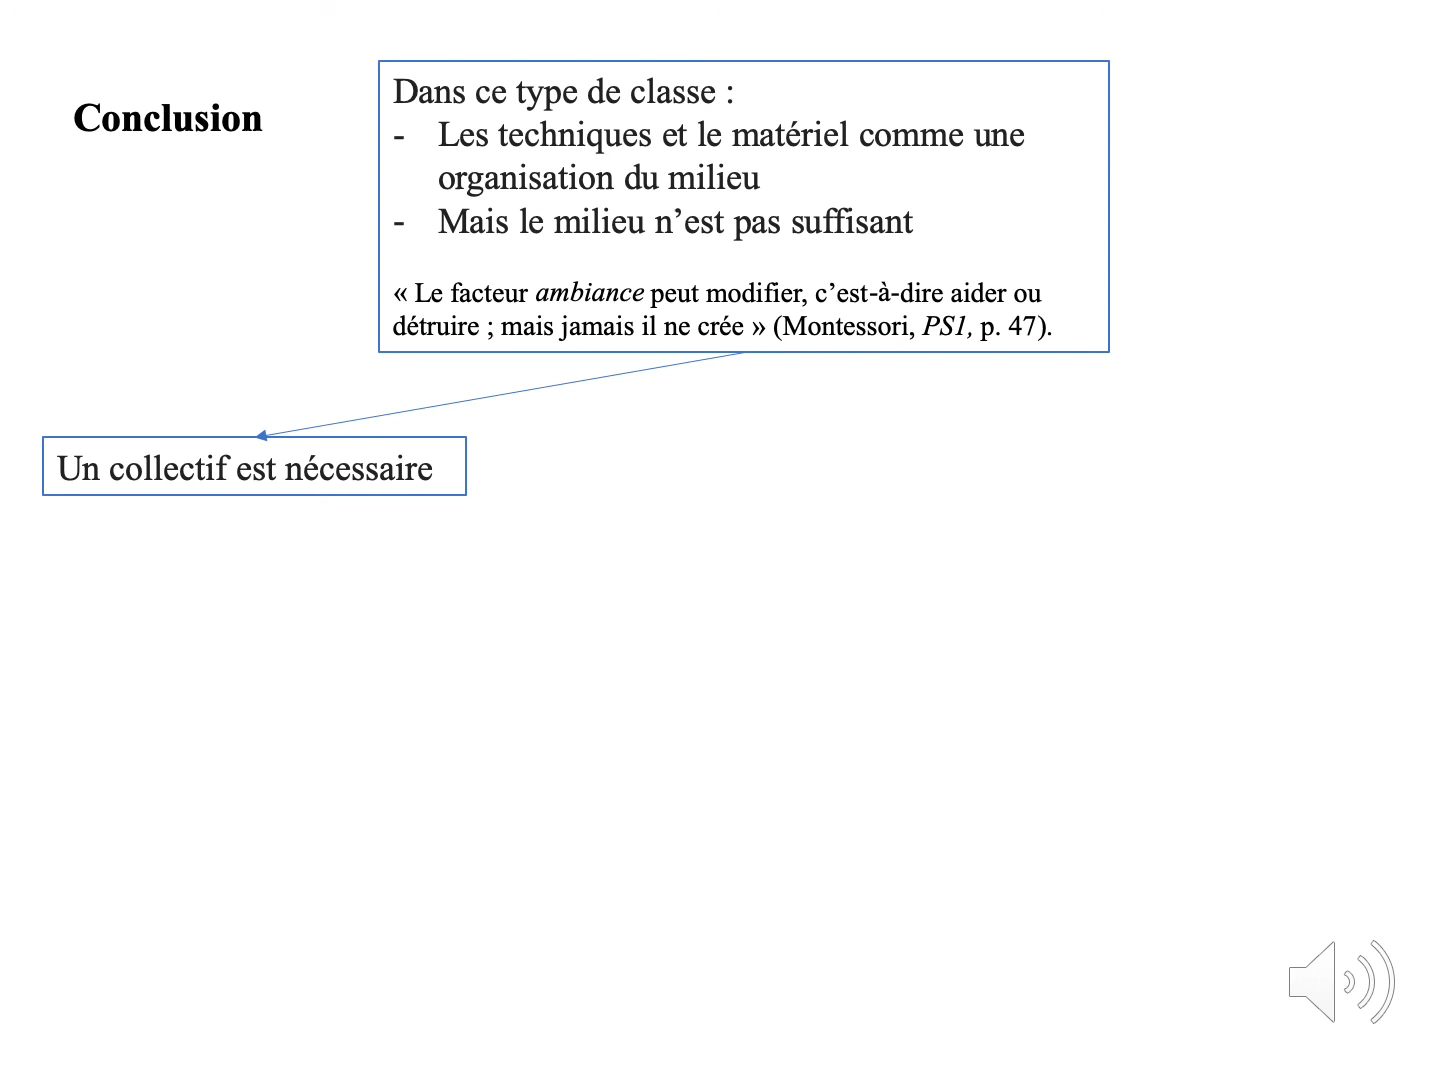 Conclusion
Dans ce type de classe :
- Les techniques et le matériel comme une
organisation du milieu
- Mais le milieu n’est pas suffisant
« Le facteur ambiance peut modifier, c’est-à-dire aider ou
détruire ; mais jamais il ne crée » (Montessori, PS1, p. 47).
Un collectif est nécessaire